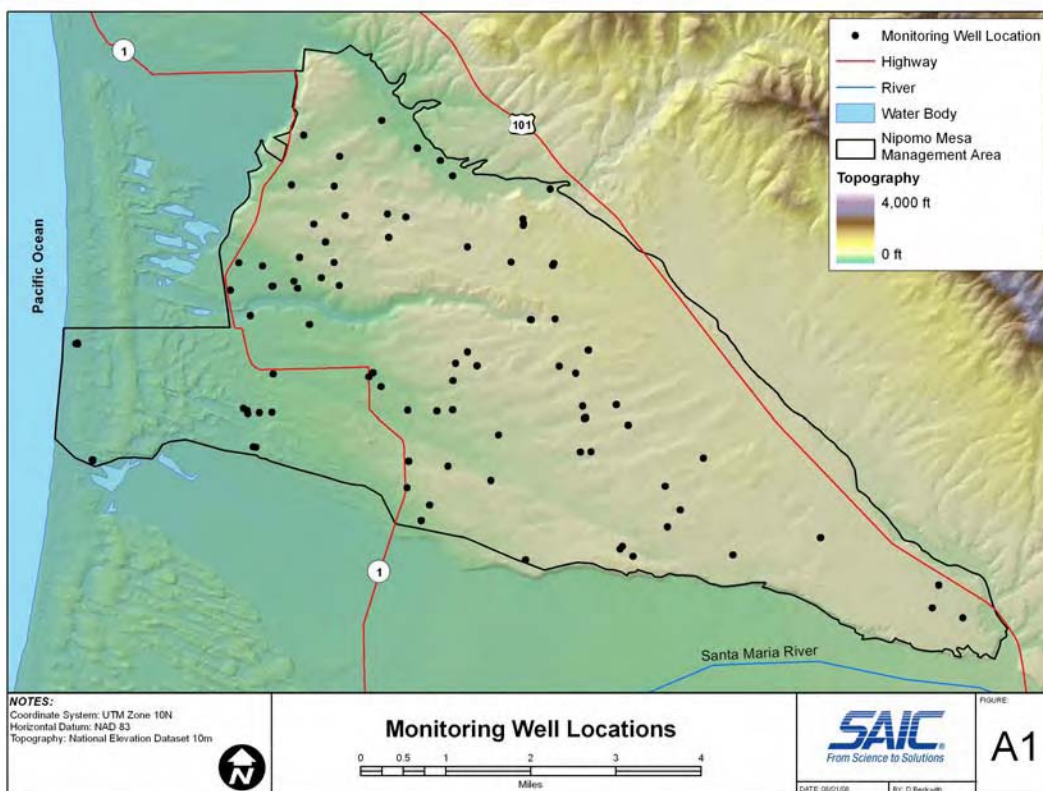 1
101
Pacific Ocean
Monitoring Well Location
Highway
River
Water Body
Nipomo Mesa
Management Area
Topography
4,000 ft
0 ft
1
Santa Maria River
NOTES:
Coordinate System: UTM Zone 10N
Horizontal Datum: NAD 83
Topography: National Elevation Dataset 10m
N
Monitoring Well Locations
0 0.5 1 2 3 4
Miles
SAIC
From Science to Solutions
FIGURE:
A1